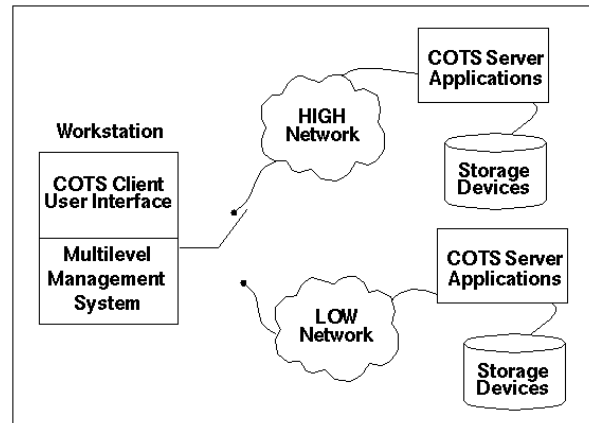 Workstation
COTS Client
User Interface
Multilevel
Management
System
HIGH
Network
COTS Server
Applications
Storage
Devices
LOW
Network
COTS Server
Applications
Storage
Devices